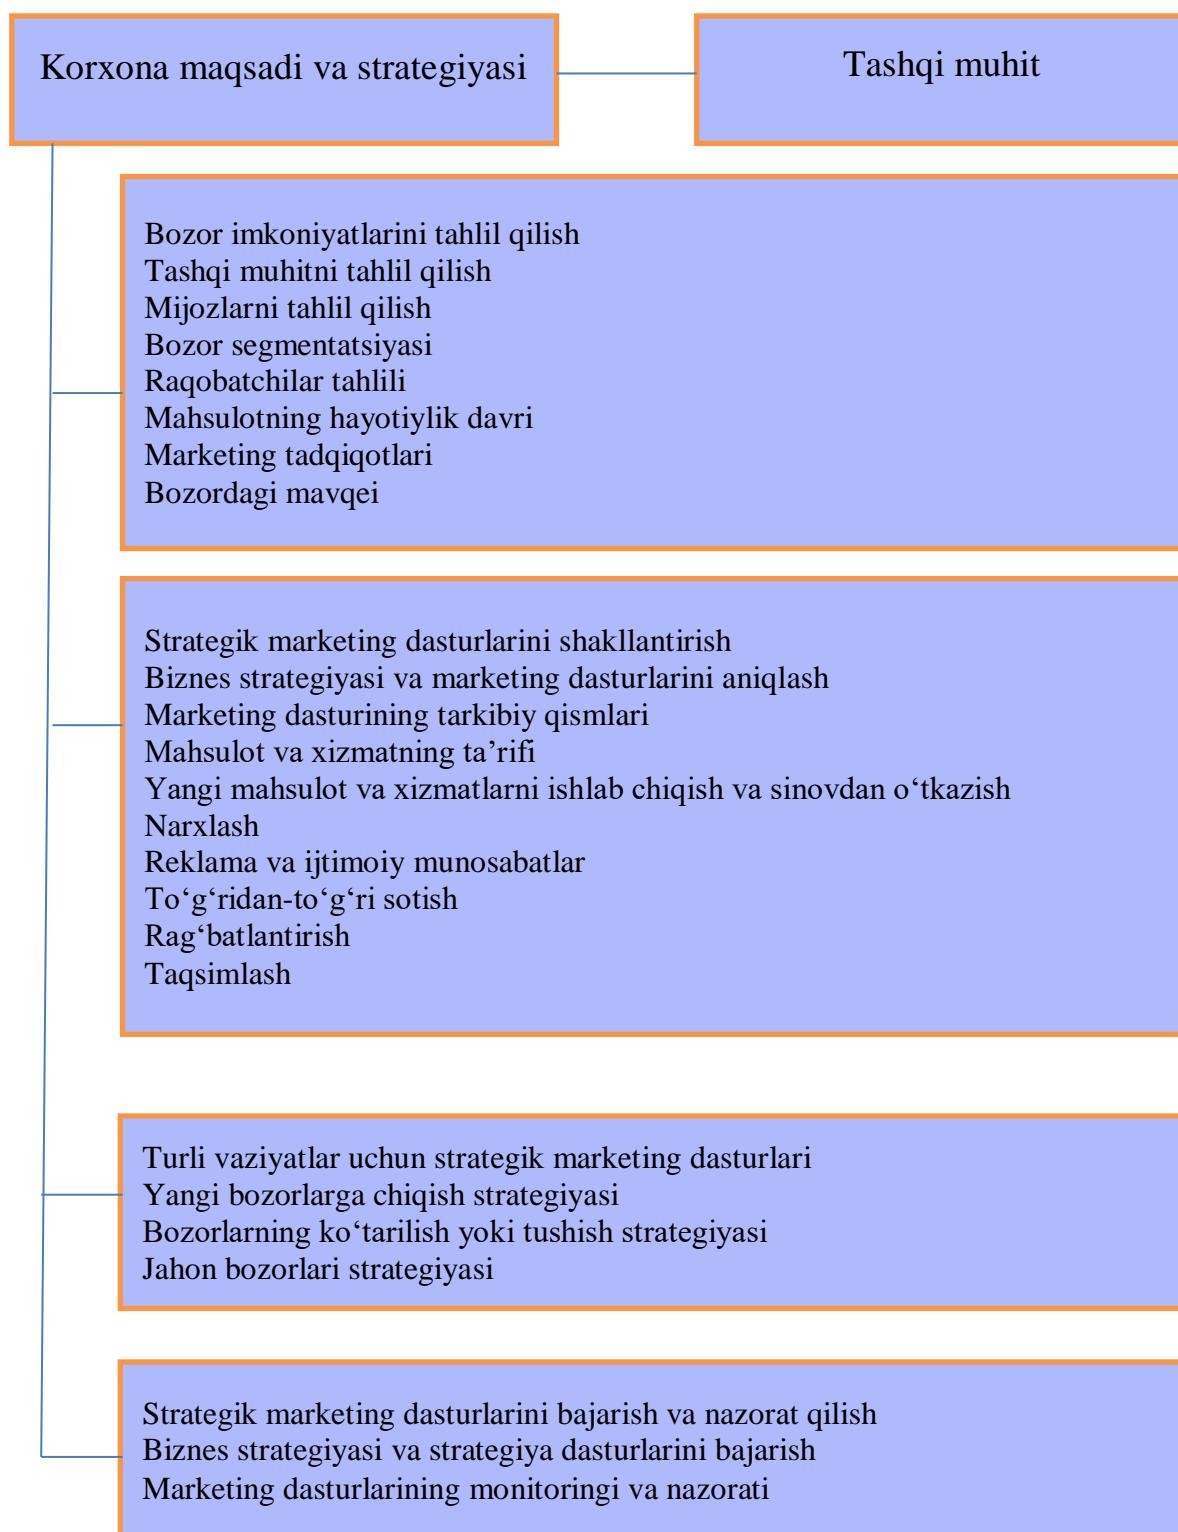 Korxona maqsadi va strategiyasi
Tashqi muhit
Bozor imkoniyatlarini tahlil qilish
Tashqi muhitni tahlil qilish
Mijozlarni tahlil qilish
Bozor segmentatsiyasi
Raqobatchilar tahlili
Mahsulotning hayotiylik davri
Marketing tadqiqotlari
Bozordagi mavqei
Strategik marketing dasturlarini shakllantirish
Biznes strategiyasi va marketing dasturlarini aniqlash
Marketing dasturining tarkibiy qismlari
Mahsulot va xizmatning ta’rifi
Yangi mahsulot va xizmatlarni ishlab chiqish va sinovdan o‘tkazish
Narxlash
Reklama va ijtimoiy munosabatlar
To‘g‘ridan-to‘g‘ri sotish
Rag‘batlantirish
Taqsimlash
Turli vaziyatlar uchun strategik marketing dasturlari
Yangi bozorlarga chiqish strategiyasi
Bozorlarning ko‘tarilish yoki tushish strategiyasi
Jahon bozorlari strategiyasi
Strategik marketing dasturlarini bajarish va nazorat qilish
Biznes strategiyasi va strategiya dasturlarini bajarish
Marketing dasturlarining monitoringi va nazorati